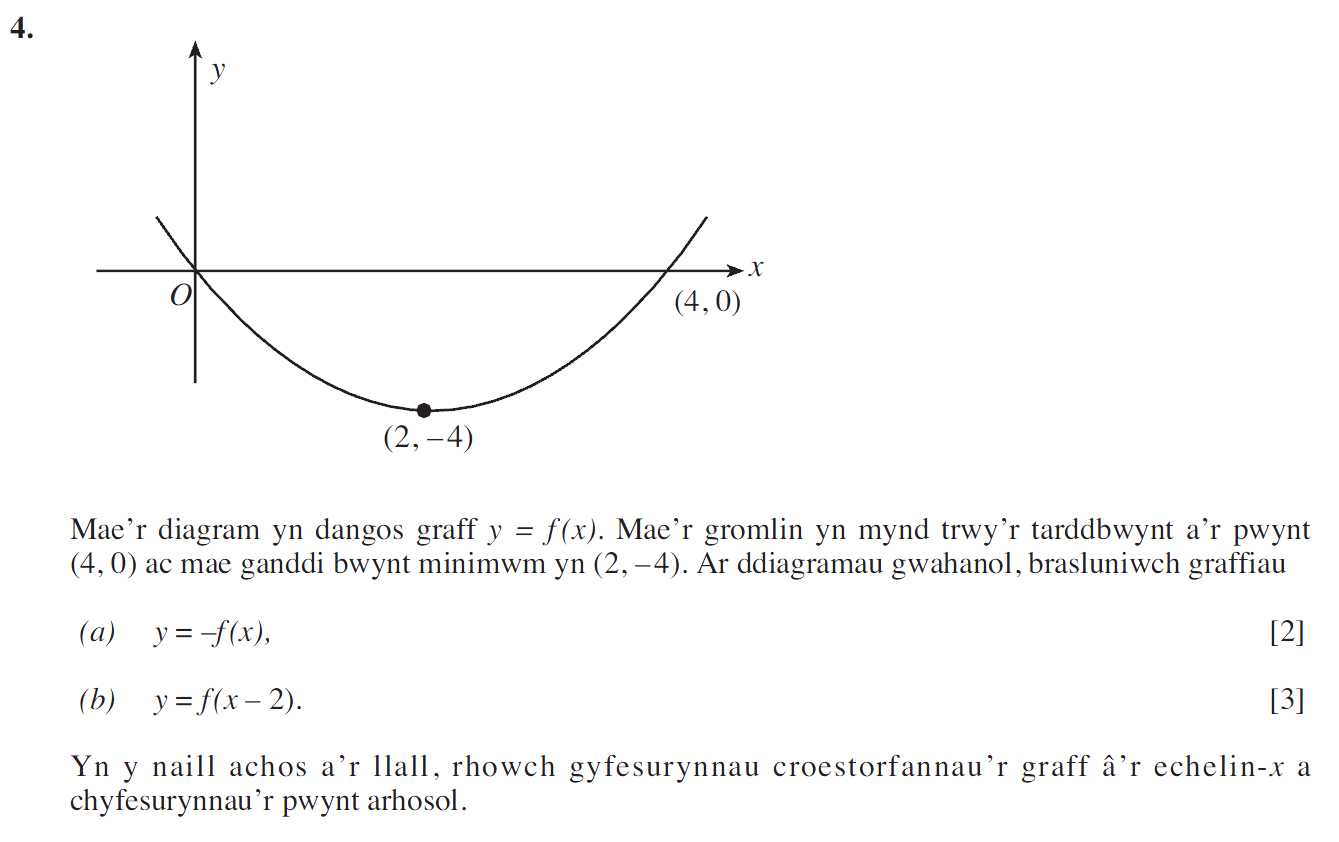 4.
y
x
O
(4, 0)
(2, –4)
Mae’r diagram yn dangos graff y = f(x). Mae’r gromlin yn mynd trwy’r tarddbwynt a’r pwynt
(4, 0) ac mae ganddi bwynt minimwm yn (2, –4). Ar ddiagramau gwahanol, brasluniwch graffiau
(a) y = –f(x), [2]
(b) y = f(x – 2). [3]
Yn y naill achos a’r llall, rhowch gyfesurynnau croestorfannau’r graff â’r echelin-x a
chyfesurynnau’r pwynt arhosol.